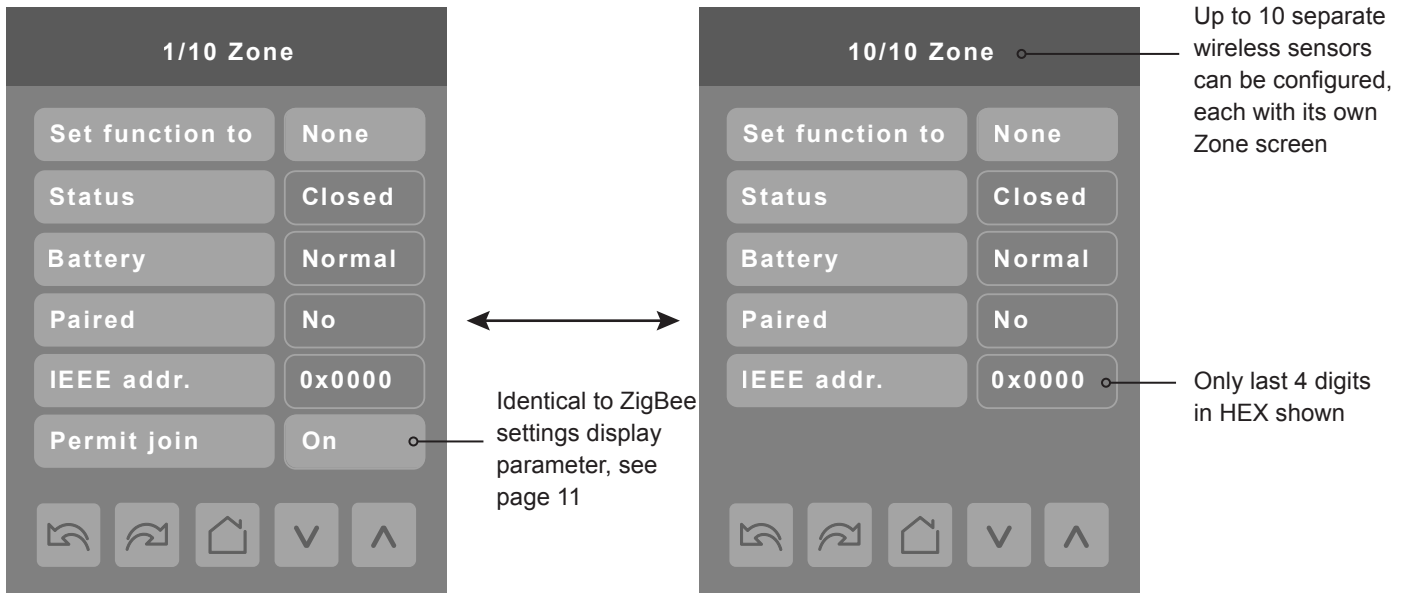 1/10 Zone
Set function to None
Status Closed
Battery Normal
Paired No
IEEE addr. 0x0000
Permit join On
Identical to ZigBee
settings display
parameter, see
page 11
10/10 Zone
Set function to None
Status Closed
Battery Normal
Paired No
IEEE addr. 0x0000
Up to 10 separate
wireless sensors
can be configured,
each with its own
Zone screen
Only last 4 digits
in HEX shown